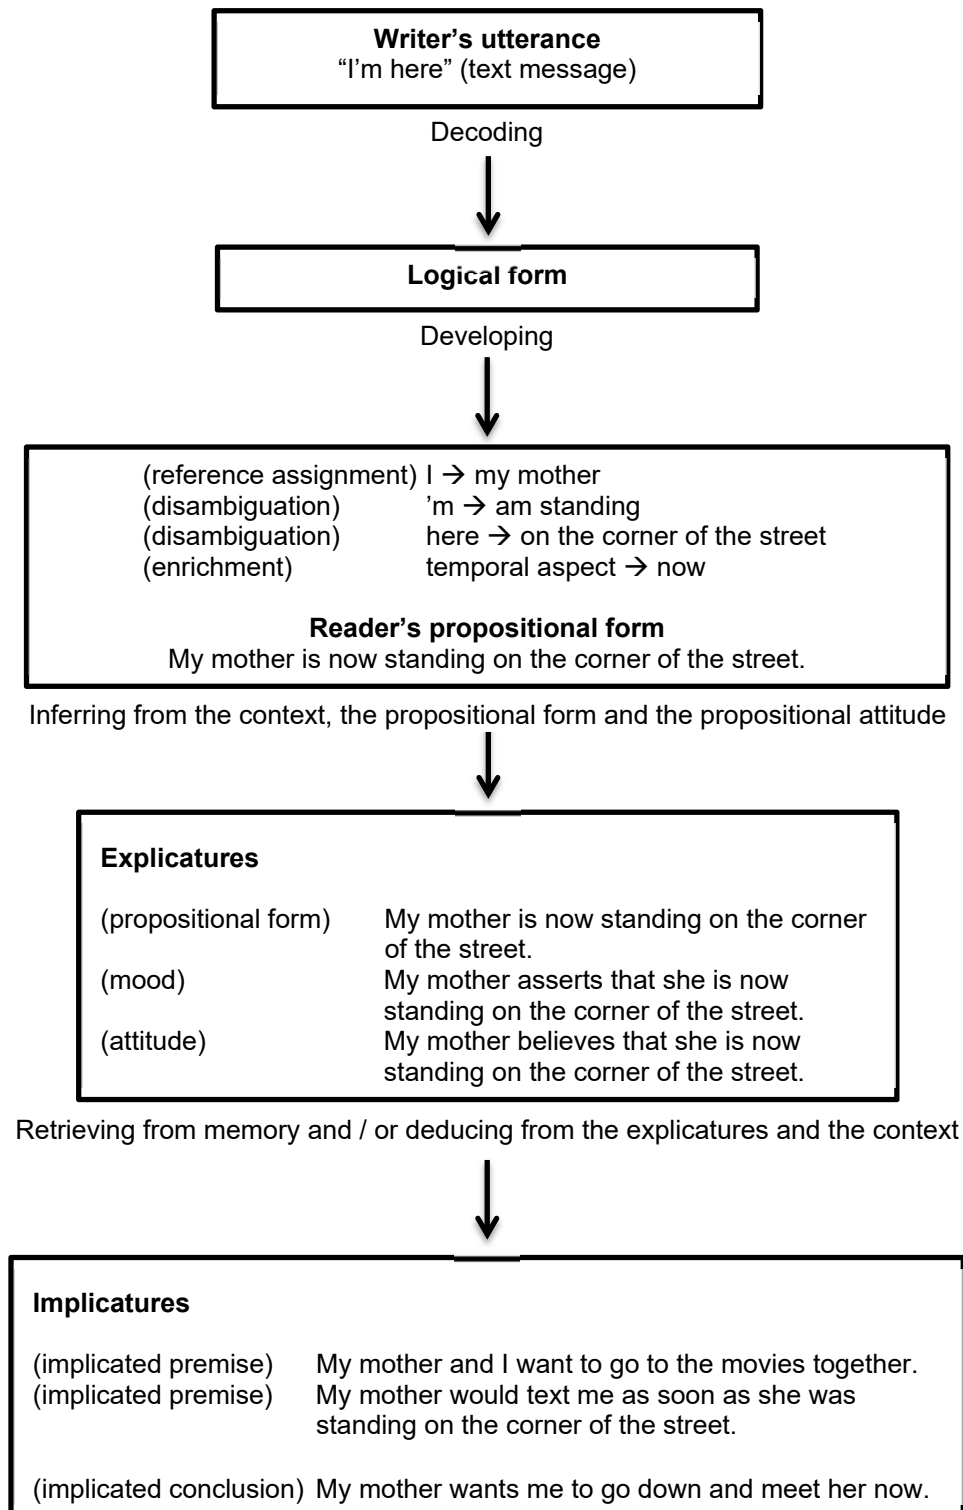 Writer’s utterance
“I’m here” (text message)
Decoding
Logical form
Developing
(reference assignment) I → my mother
(disambiguation) ’m → am standing
(disambiguation) here → on the corner of the street
(enrichment) temporal aspect → now
Reader’s propositional form
My mother is now standing on the corner of the street.
Inferring from the context, the propositional form and the propositional attitude
Explicatures
(propositional form) My mother is now standing on the corner
of the street.
(mood) My mother asserts that she is now
standing on the corner of the street.
(attitude) My mother believes that she is now
standing on the corner of the street.
Retrieving from memory and / or deducing from the explicatures and the context
Implicatures
(implicated premise) My mother and I want to go to the movies together.
(implicated premise) My mother would text me as soon as she was
standing on the corner of the street.
(implicated conclusion) My mother wants me to go down and meet her now.